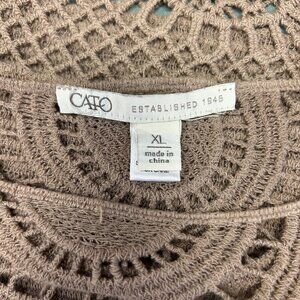 CATO ESTABLISHED 1946
XL
made in
china